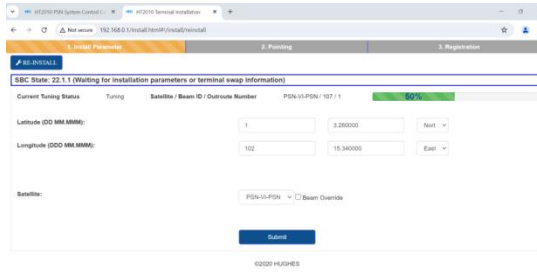 HT2010 PSN System Control C
HT2010 Terminal Installation
Not secure 192.168.0.1/install.html#!/install/reinstall
1. Install Parameter
2. Pointing
3. Registration
RE-INSTALL
SBC State: 22.1.1 (Waiting for installation parameters or terminal swap information)
Current Tuning Status Tuning Satellite / Beam ID / Outroute Number PSN-VI-PSN / 107 / 1 50%
Latitude (DD MM.MMM): 1 3.260000 Nort
Longitude (DDD MM.MMM): 102 15.340000 East
Satellite: PSN-VI-PSN Beam Override
Submit
©2020 HUGHES